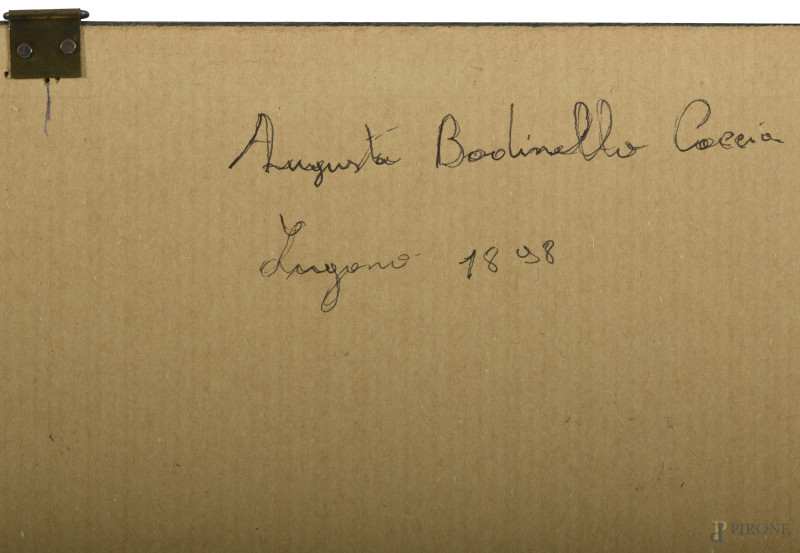 Augusta Bodinello Coccia
Lugano 1898
PIRONE